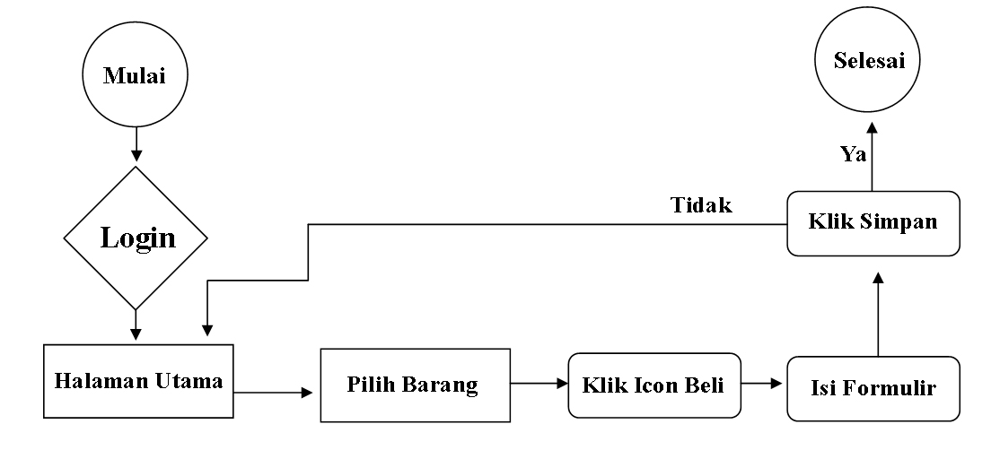 Mulai
Selesai
Ya
Tidak
Login
Klik Simpan
Halaman Utama
Pilih Barang
Klik Icon Beli
Isi Formulir